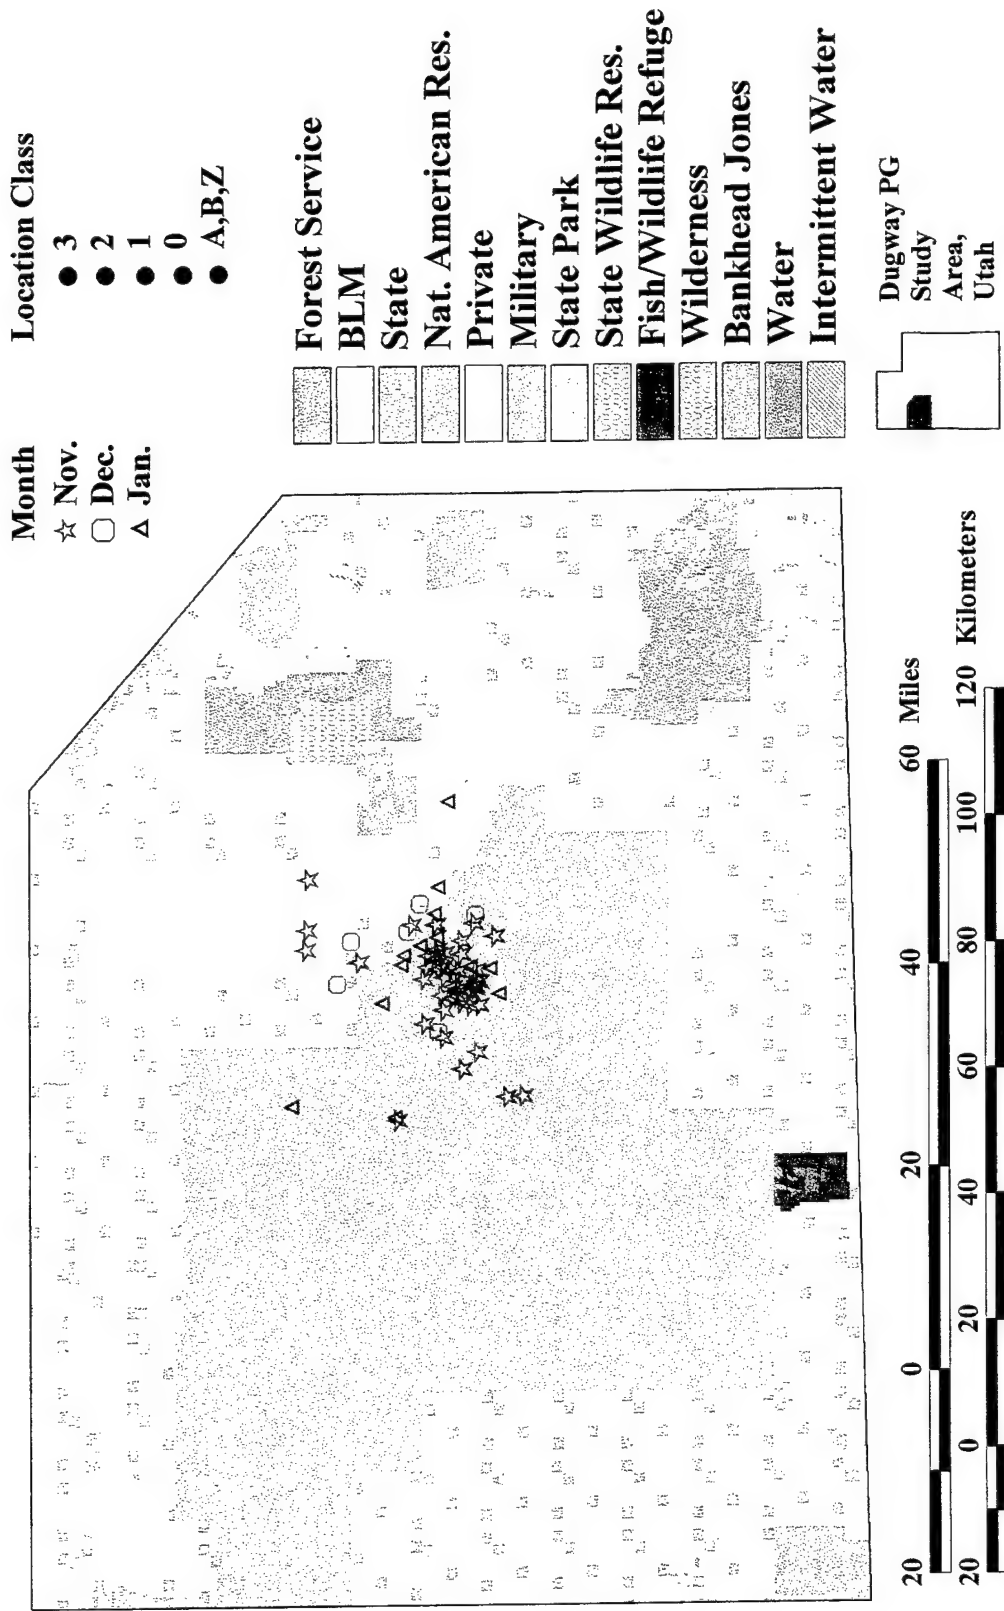 Month
Nov.
Dec.
Jan.
Location Class
3
2
1
0
A,B,Z
Forest Service
BLM
State
Nat. American Res.
Private
Military
State Park
State Wildlife Res.
Fish/Wildlife Refuge
Wilderness
Bankhead Jones
Water
Intermittent Water
Dugway PG
Study
Area,
Utah
20 0 20 40 60 Miles
20 0 20 40 60 80 100 120 Kilometers